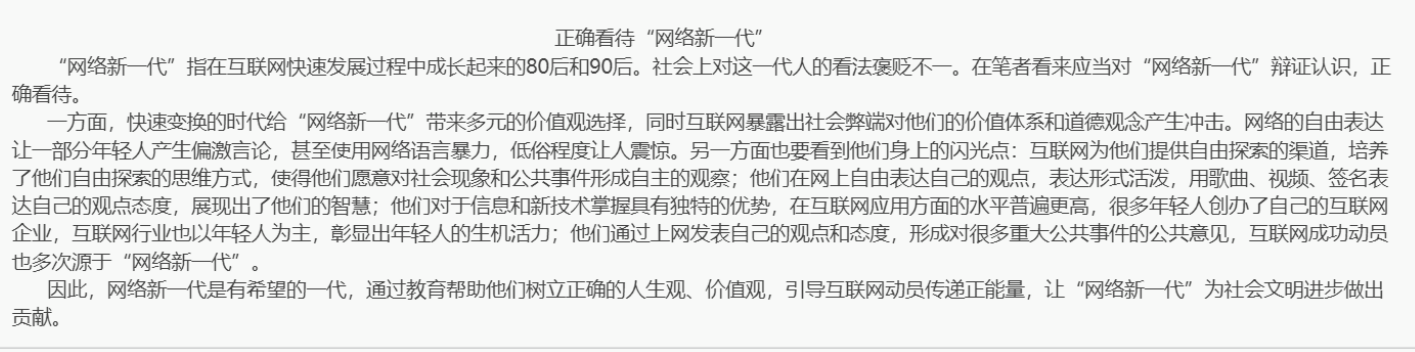 正确看待“网络新一代”
“网络新一代”指在互联网快速发展过程中成长起来的80后和90后。社会上对这一代人的看法褒贬不一。在笔者看来应当对“网络新一代”辩证认识，正
确看待。
一方面，快速变换的时代给“网络新一代”带来多元的价值观选择，同时互联网暴露出社会弊端对他们的价值体系和道德观念产生冲击。网络的自由表达
让一部分年轻人产生偏激言论，甚至使用网络语言暴力，低俗程度让人震惊。另一方面也要看到他们身上的闪光点：互联网为他们提供自由探索的渠道，培养
了他们自由探索的思维方式，使得他们愿意对社会现象和公共事件形成自主的观察；他们在网上自由表达自己的观点，表达形式活泼，用歌曲、视频、签名表
达自己的观点态度，展现出了他们的智慧；他们对于信息和新技术掌握具有独特的优势，在互联网应用方面的水平普遍更高，很多年轻人创办了自己的互联网
企业，互联网行业也以年轻人为主，彰显出年轻人的生机活力；他们通过上网发表自己的观点和态度，形成对很多重大公共事件的公共意见，互联网成功动员
也多次源于“网络新一代”。
因此，网络新一代是有希望的一代，通过教育帮助他们树立正确的人生观、价值观，引导互联网动员传递正能量，让“网络新一代”为社会文明进步做出
贡献。